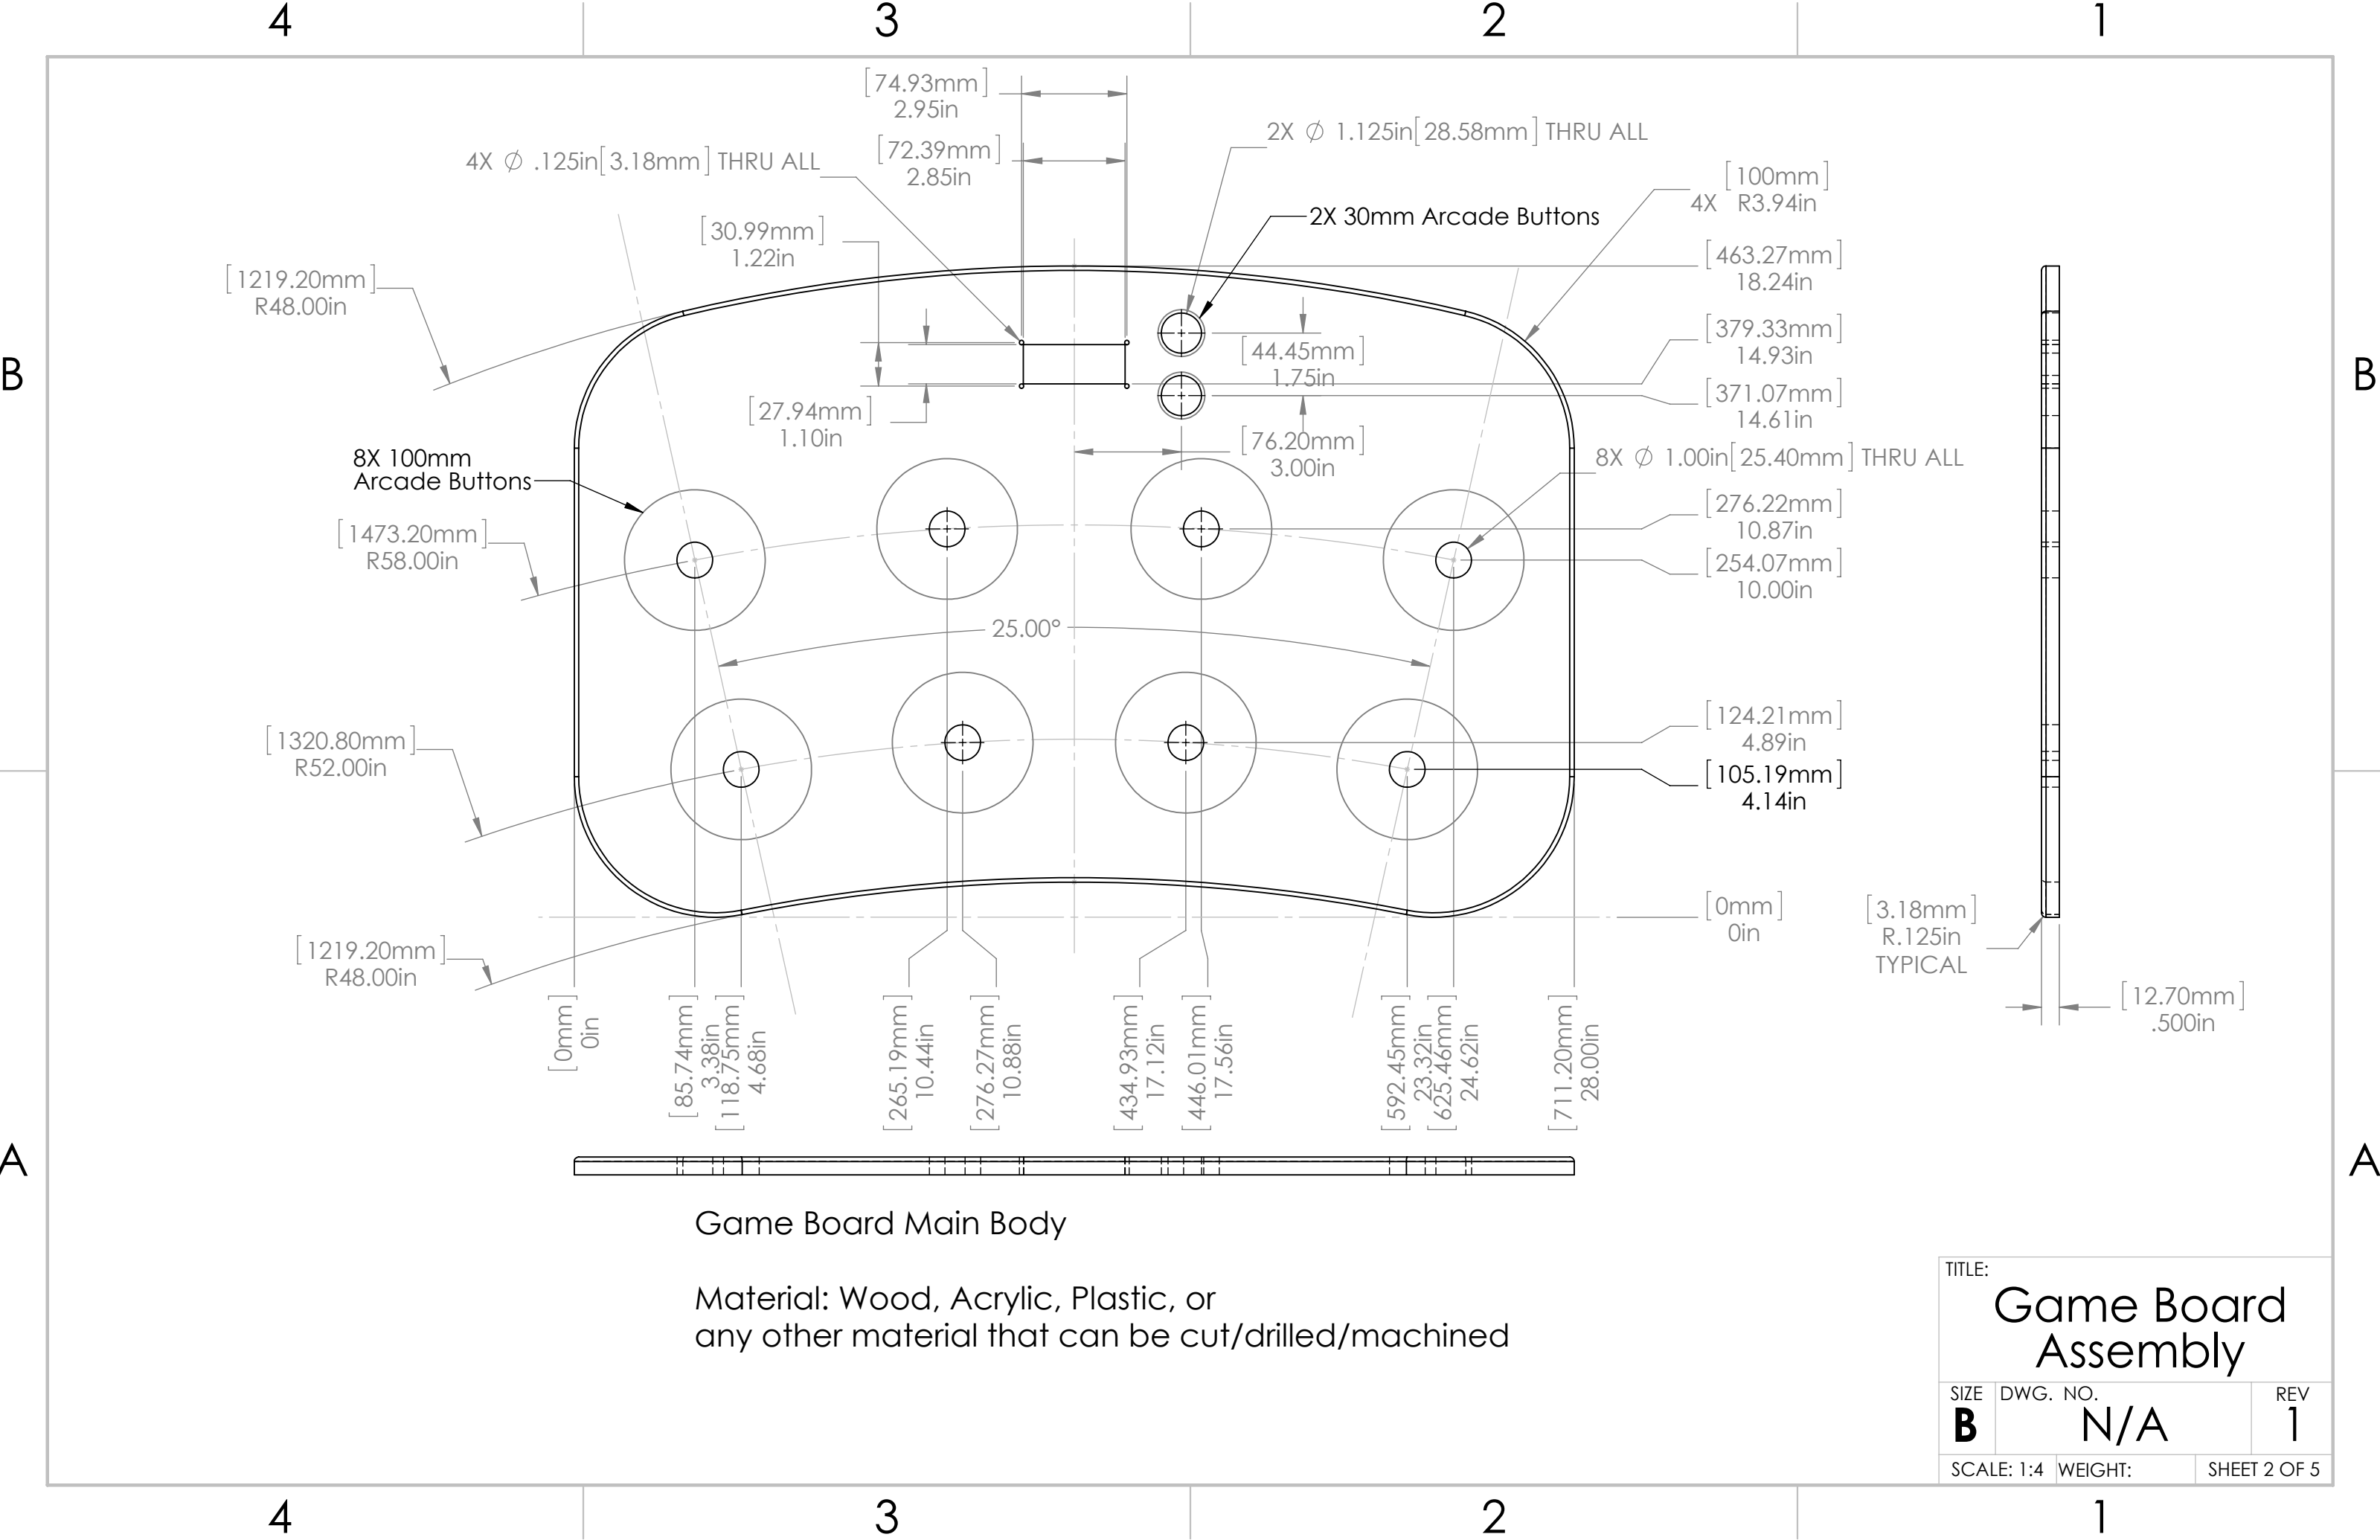 4
3
2
1
B
B
A
A
[74.93mm]
2.95in
[72.39mm]
2.85in
4X ∅ .125in[3.18mm] THRU ALL
2X ∅ 1.125in[28.58mm] THRU ALL
2X 30mm Arcade Buttons
[100mm]
4X R3.94in
[30.99mm]
1.22in
[1219.20mm]
R48.00in
[463.27mm]
18.24in
[379.33mm]
14.93in
[44.45mm]
1.75in
[371.07mm]
14.61in
[27.94mm]
1.10in
[76.20mm]
3.00in
8X 100mm
Arcade Buttons
8X ∅ 1.00in[25.40mm] THRU ALL
[1473.20mm]
R58.00in
[276.22mm]
10.87in
[254.07mm]
10.00in
25.00°
[1320.80mm]
R52.00in
[124.21mm]
4.89in
[105.19mm]
4.14in
[1219.20mm]
R48.00in
[0mm]
0in
[3.18mm]
R.125in
TYPICAL
[12.70mm]
.500in
[0mm]
0in
[85.74mm]
3.38in
[118.75mm]
4.68in
[265.19mm]
10.44in
[276.27mm]
10.88in
[434.93mm]
17.12in
[446.01mm]
17.56in
[592.45mm]
23.32in
[625.46mm]
24.62in
[711.20mm]
28.00in
Game Board Main Body
Material: Wood, Acrylic, Plastic, or
any other material that can be cut/drilled/machined
TITLE:
Game Board
Assembly
SIZE
B
DWG. NO.
N/A
REV
1
SCALE: 1:4
WEIGHT:
SHEET 2 OF 5
4
3
2
1